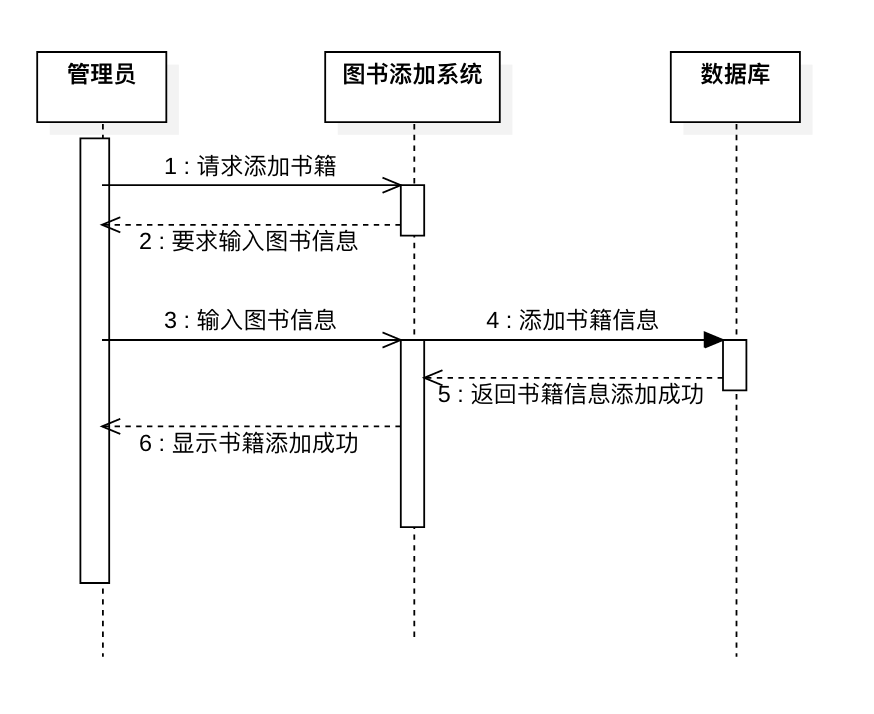 管理员
图书添加系统
数据库
1 : 请求添加书籍
2 : 要求输入图书信息
3 : 输入图书信息
4 : 添加书籍信息
5 : 返回书籍信息添加成功
6 : 显示书籍添加成功